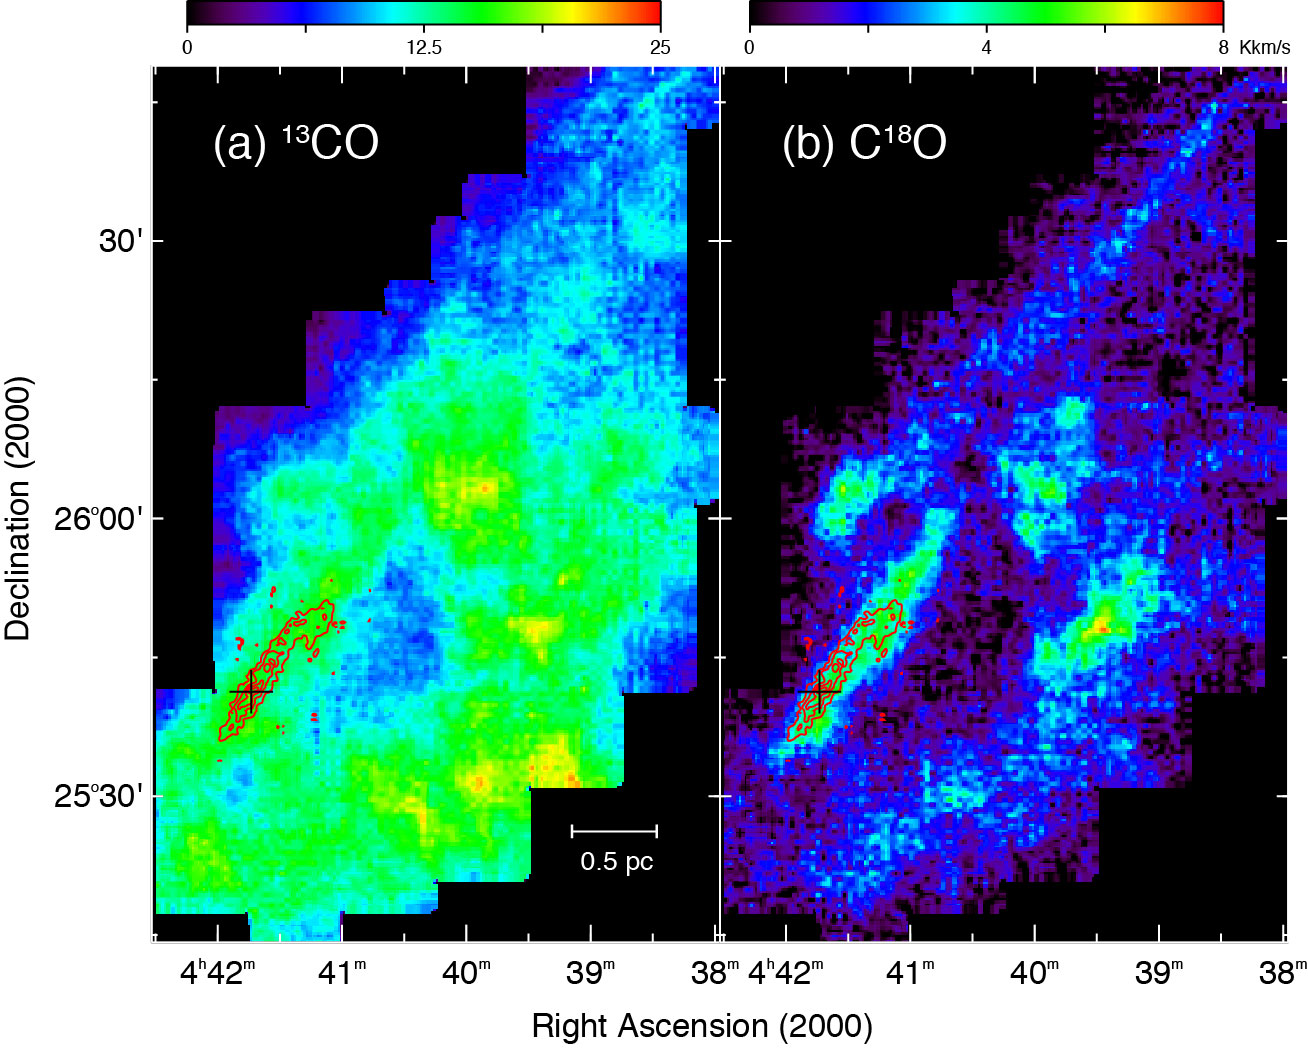 0 12.5 25 0 4 8 Kkm/s
(a) ¹³CO (b) C¹⁸O
30'
26°00'
25°30'
0.5 pc
Declination (2000)
4ʰ42ᵐ 41ᵐ 40ᵐ 39ᵐ 38ᵐ 4ʰ42ᵐ 41ᵐ 40ᵐ 39ᵐ 38ᵐ
Right Ascension (2000)